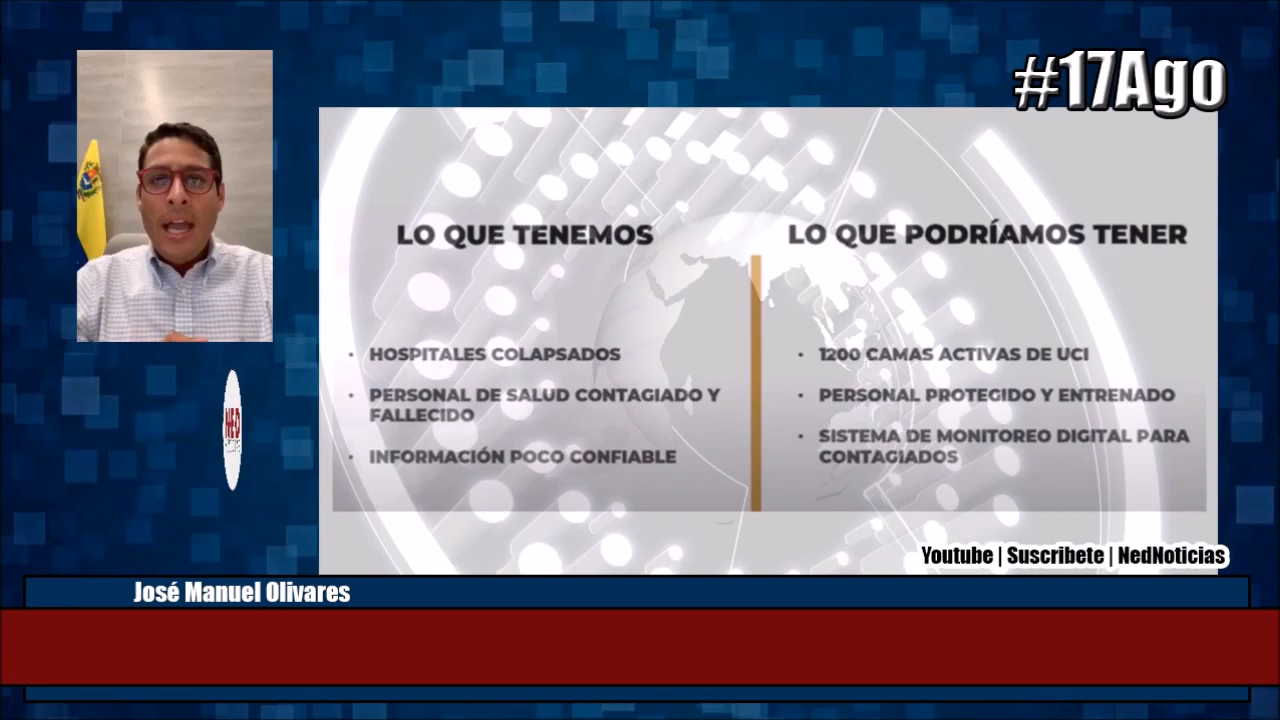 #17Ago
LO QUE TENEMOS
HOSPITALES COLAPSADOS
PERSONAL DE SALUD CONTAGIADO Y
FALLECIDO
INFORMACIÓN POCO CONFIABLE
LO QUE PODRÍAMOS TENER
1200 CAMAS ACTIVAS DE UCI
PERSONAL PROTEGIDO Y ENTRENADO
SISTEMA DE MONITOREO DIGITAL PARA
CONTAGIADOS
NED
Youtube | Suscribete | NedNoticias
José Manuel Olivares